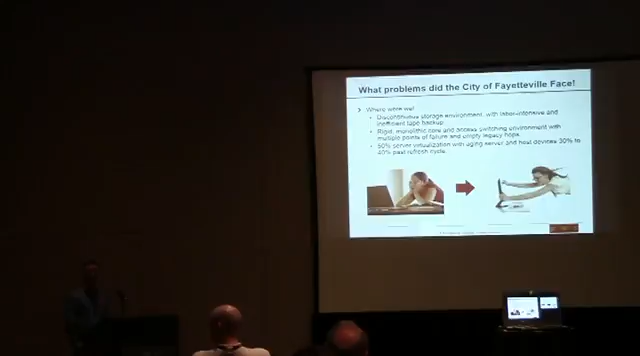 What problems did the City of Fayetteville Face!
Where were we!
Discontinuous storage environment, with labor-intensive and
inefficient tape backup
Rigid, monolithic core and access switching environment with
multiple points of failure and empty legacy hops
50% server virtualization with aging server and host devices 30% to
40% past refresh cycle